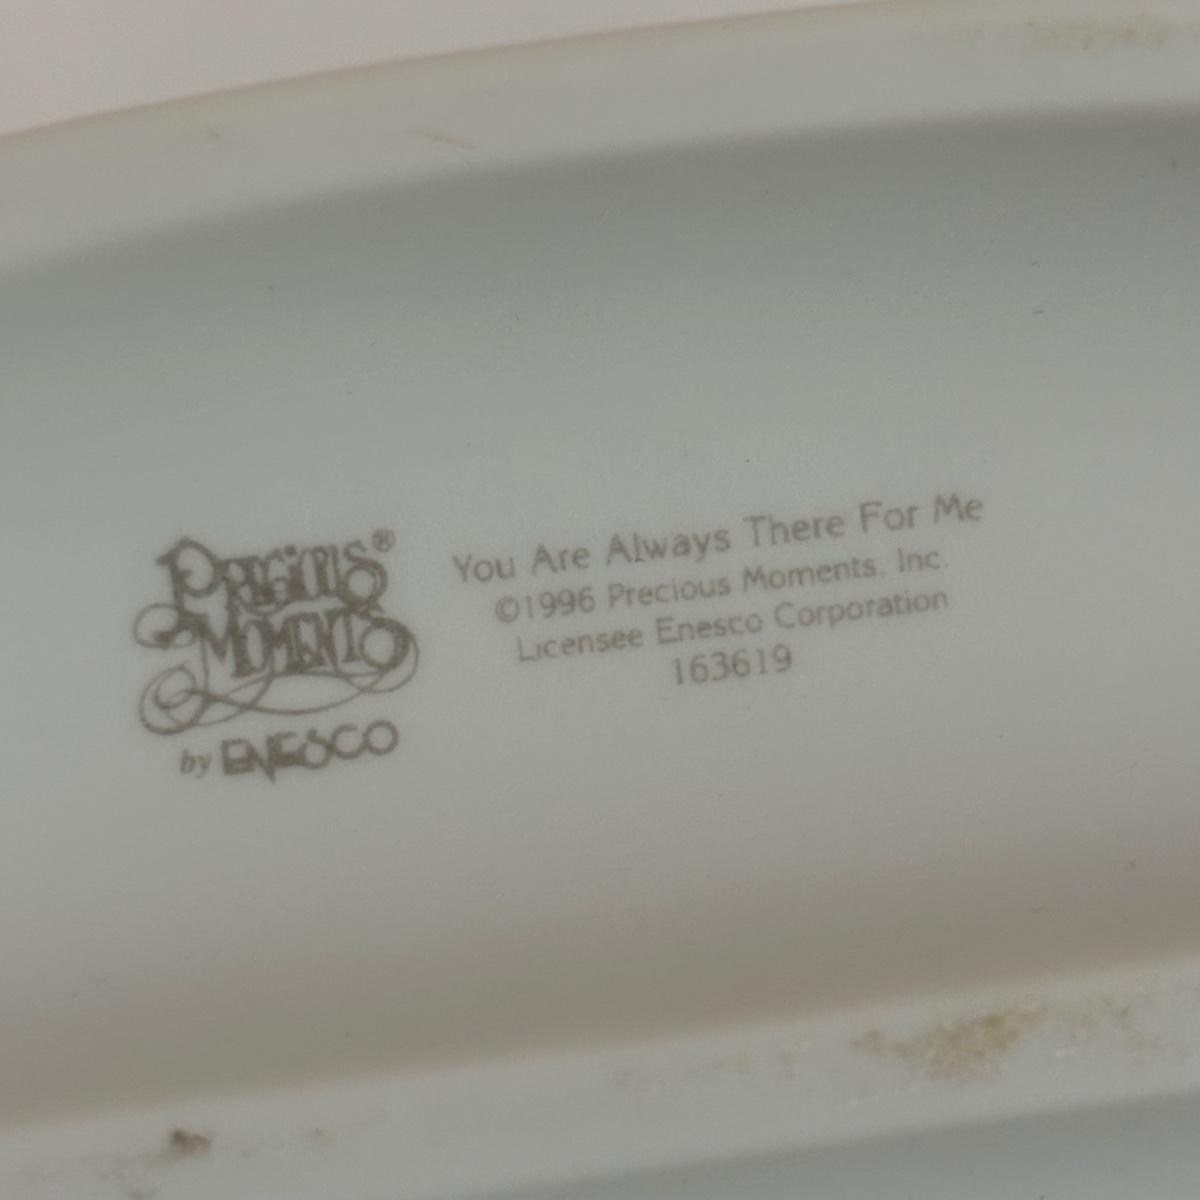 PRECIOUS®
MOMENTS
by ENESCO
You Are Always There For Me
©1996 Precious Moments, Inc.
Licensee Enesco Corporation
163619